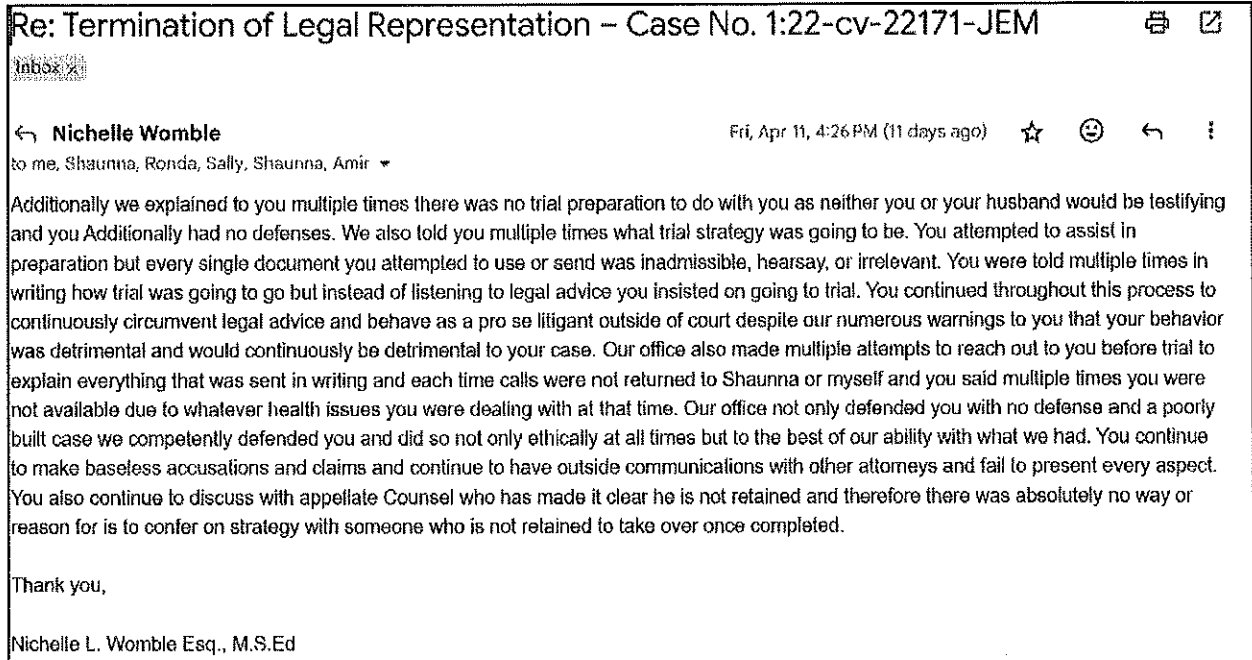 Re: Termination of Legal Representation – Case No. 1:22-cv-22171-JEM
Inbox x
Nichelle Womble
Fri, Apr 11, 4:26 PM (11 days ago)
to me, Shaunna, Ronda, Sally, Shaunna, Amir
Additionally we explained to you multiple times there was no trial preparation to do with you as neither you or your husband would be testifying
and you Additionally had no defenses. We also told you multiple times what trial strategy was going to be. You attempted to assist in
preparation but every single document you attempted to use or send was inadmissible, hearsay, or irrelevant. You were told multiple times in
writing how trial was going to go but instead of listening to legal advice you insisted on going to trial. You continued throughout this process to
continuously circumvent legal advice and behave as a pro se litigant outside of court despite our numerous warnings to you that your behavior
was detrimental and would continuously be detrimental to your case. Our office also made multiple attempts to reach out to you before trial to
explain everything that was sent in writing and each time calls were not returned to Shaunna or myself and you said multiple times you were
not available due to whatever health issues you were dealing with at that time. Our office not only defended you with no defense and a poorly
built case we competently defended you and did so not only ethically at all times but to the best of our ability with what we had. You continue
to make baseless accusations and claims and continue to have outside communications with other attorneys and fail to present every aspect.
You also continue to discuss with appellate Counsel who has made it clear he is not retained and therefore there was absolutely no way or
reason for is to confer on strategy with someone who is not retained to take over once completed.
Thank you,
Nichelle L. Womble Esq., M.S.Ed